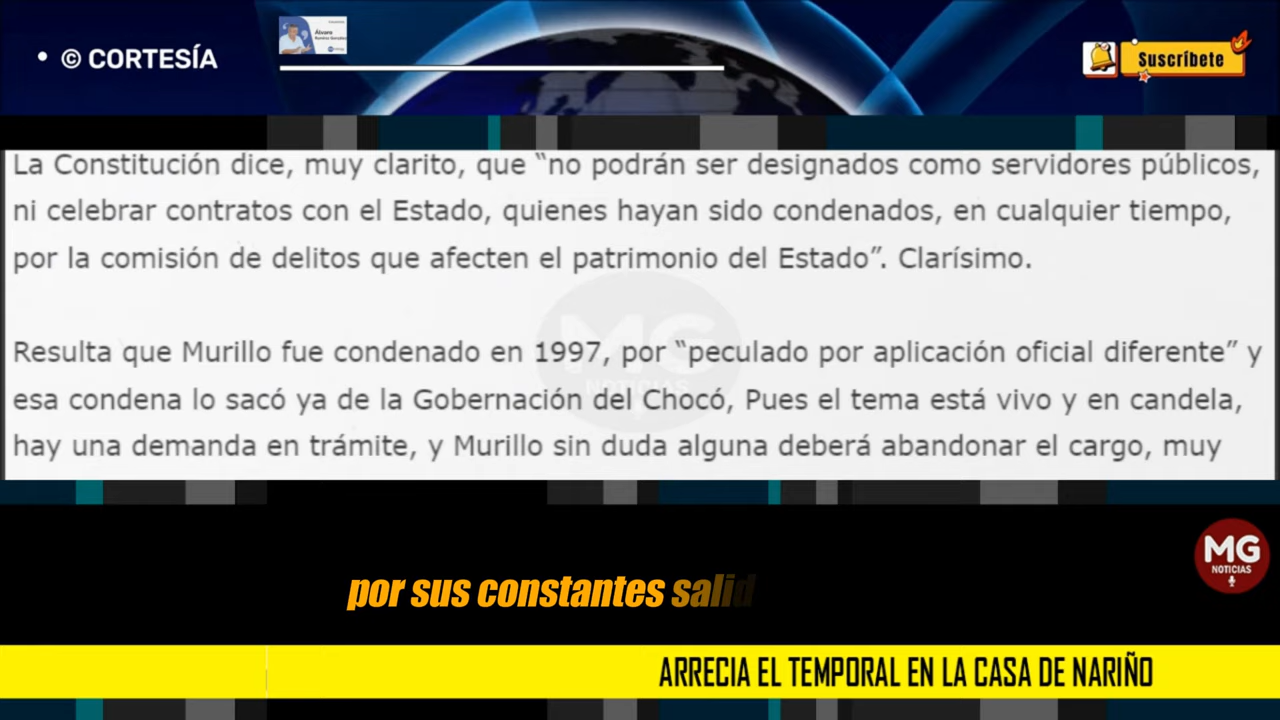 • © CORTESÍA
Álvaro
Suscríbete
La Constitución dice, muy clarito, que “no podrán ser designados como servidores públicos,
ni celebrar contratos con el Estado, quienes hayan sido condenados, en cualquier tiempo,
por la comisión de delitos que afecten el patrimonio del Estado”. Clarísimo.
Resulta que Murillo fue condenado en 1997, por “peculado por aplicación oficial diferente” y
esa condena lo sacó ya de la Gobernación del Chocó, Pues el tema está vivo y en candela,
hay una demanda en trámite, y Murillo sin duda alguna deberá abandonar el cargo, muy
MG
NOTICIAS
MG
NOTICIAS
por sus constantes salid
ARRECIA EL TEMPORAL EN LA CASA DE NARIÑO